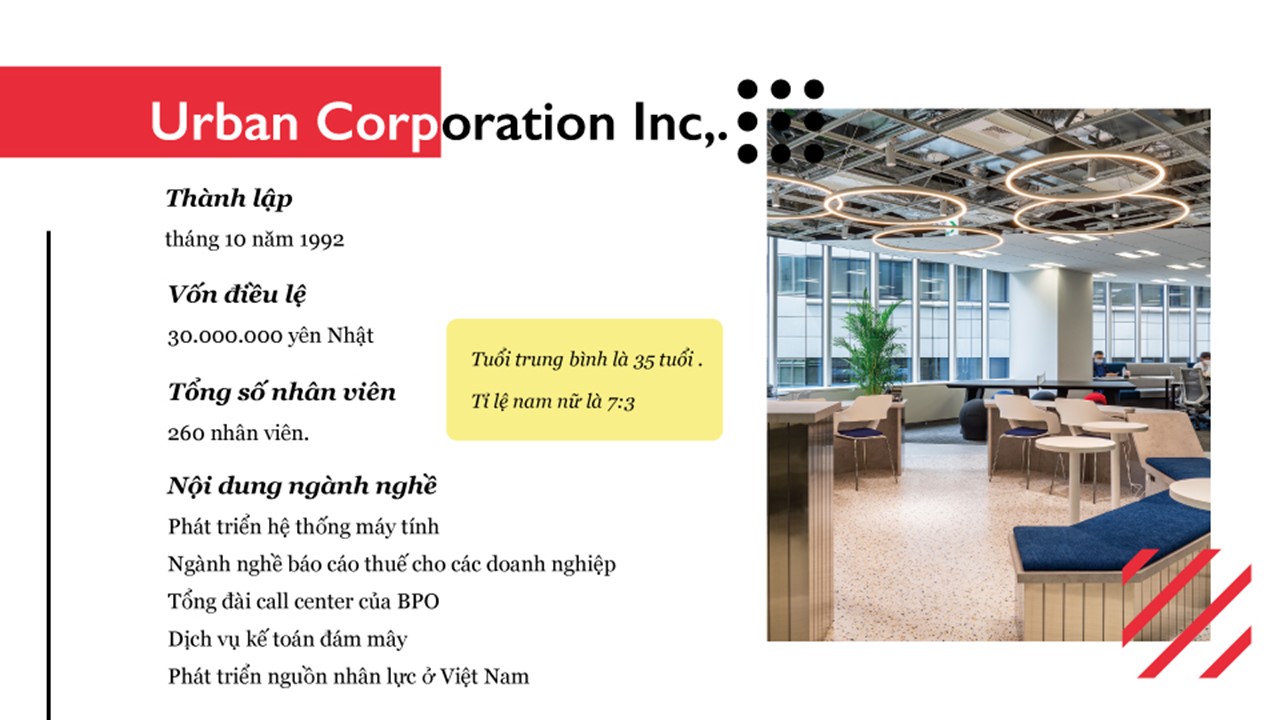 Urban Corporation Inc,.
Thành lập
tháng 10 năm 1992
Vốn điều lệ
30.000.000 yên Nhật
Tổng số nhân viên
260 nhân viên.
Tuổi trung bình là 35 tuổi .
Tỉ lệ nam nữ là 7:3
Nội dung ngành nghề
Phát triển hệ thống máy tính
Ngành nghề báo cáo thuế cho các doanh nghiệp
Tổng đài call center của BPO
Dịch vụ kế toán đám mây
Phát triển nguồn nhân lực ở Việt Nam